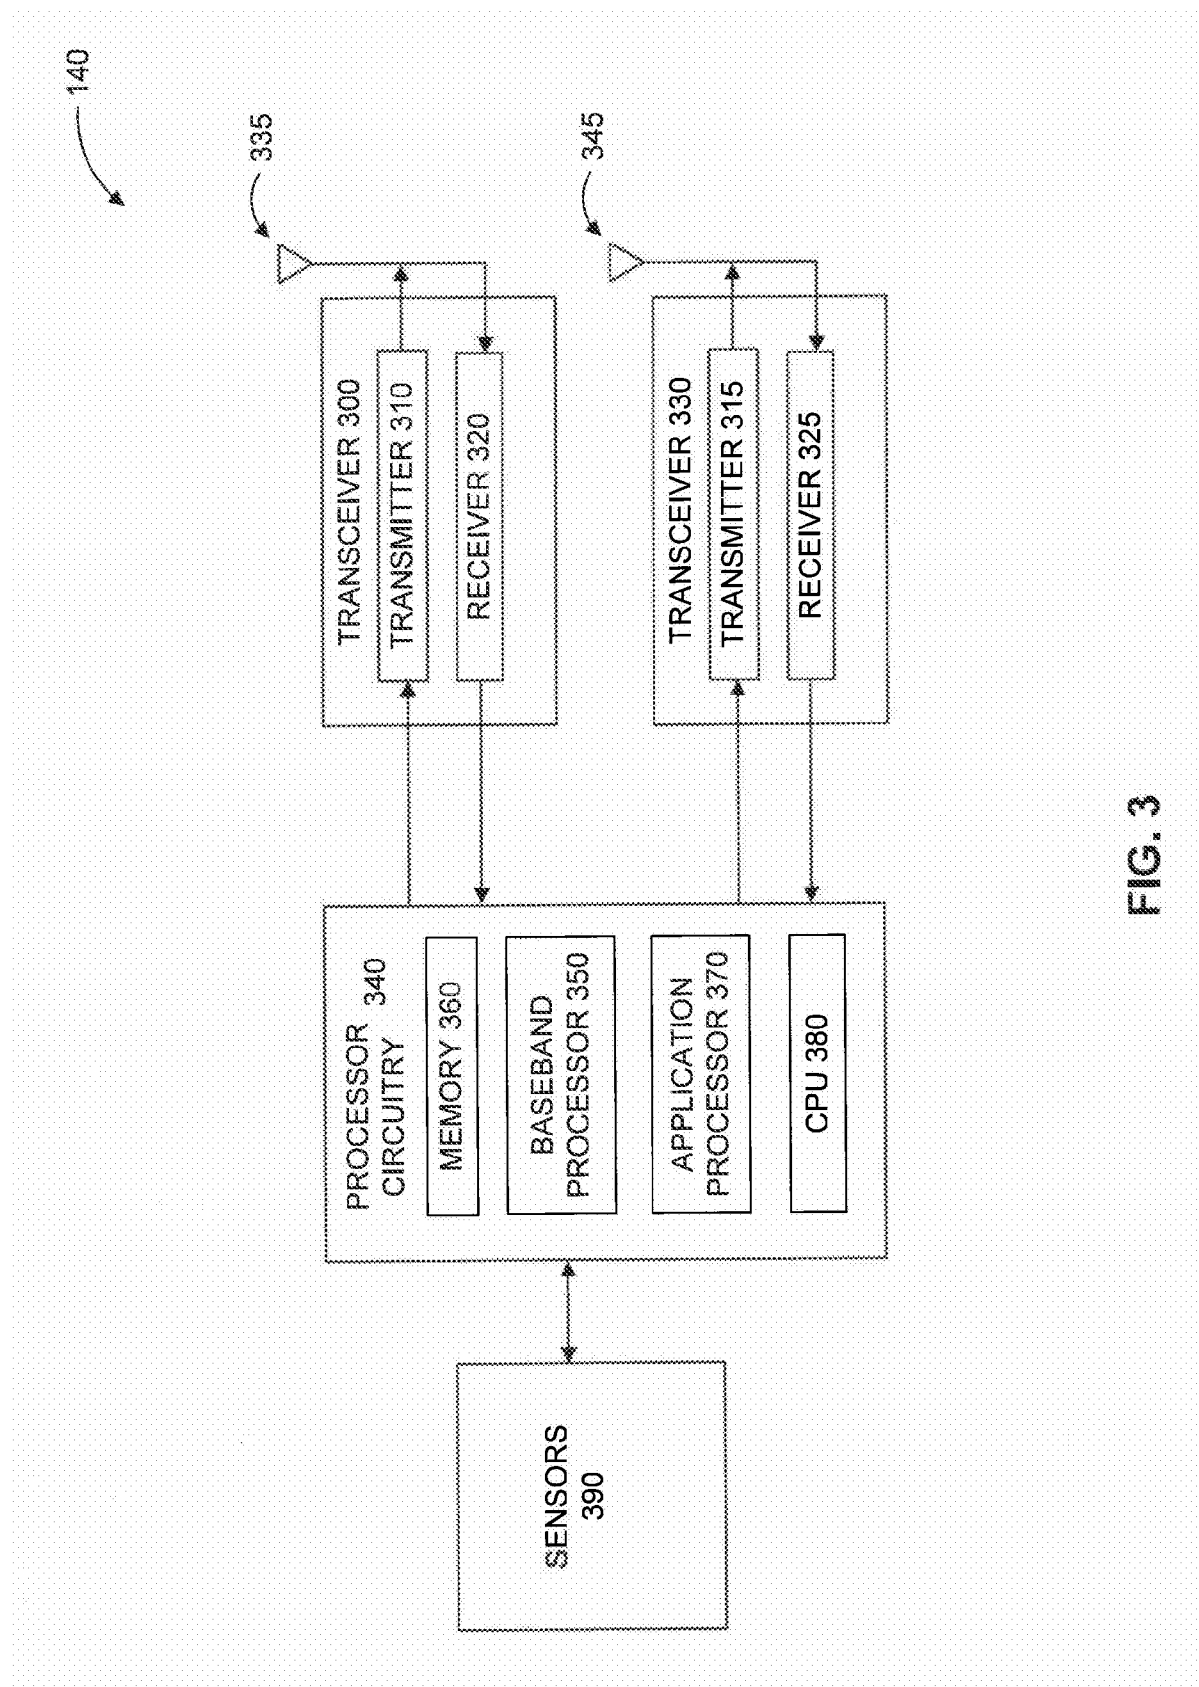 140
335
345
TRANSCEIVER 300
TRANSMITTER 310
RECEIVER 320
TRANSCEIVER 330
TRANSMITTER 315
RECEIVER 325
PROCESSOR
CIRCUITRY 340
MEMORY 360
BASEBAND
PROCESSOR 350
APPLICATION
PROCESSOR 370
CPU 380
SENSORS
390
FIG. 3